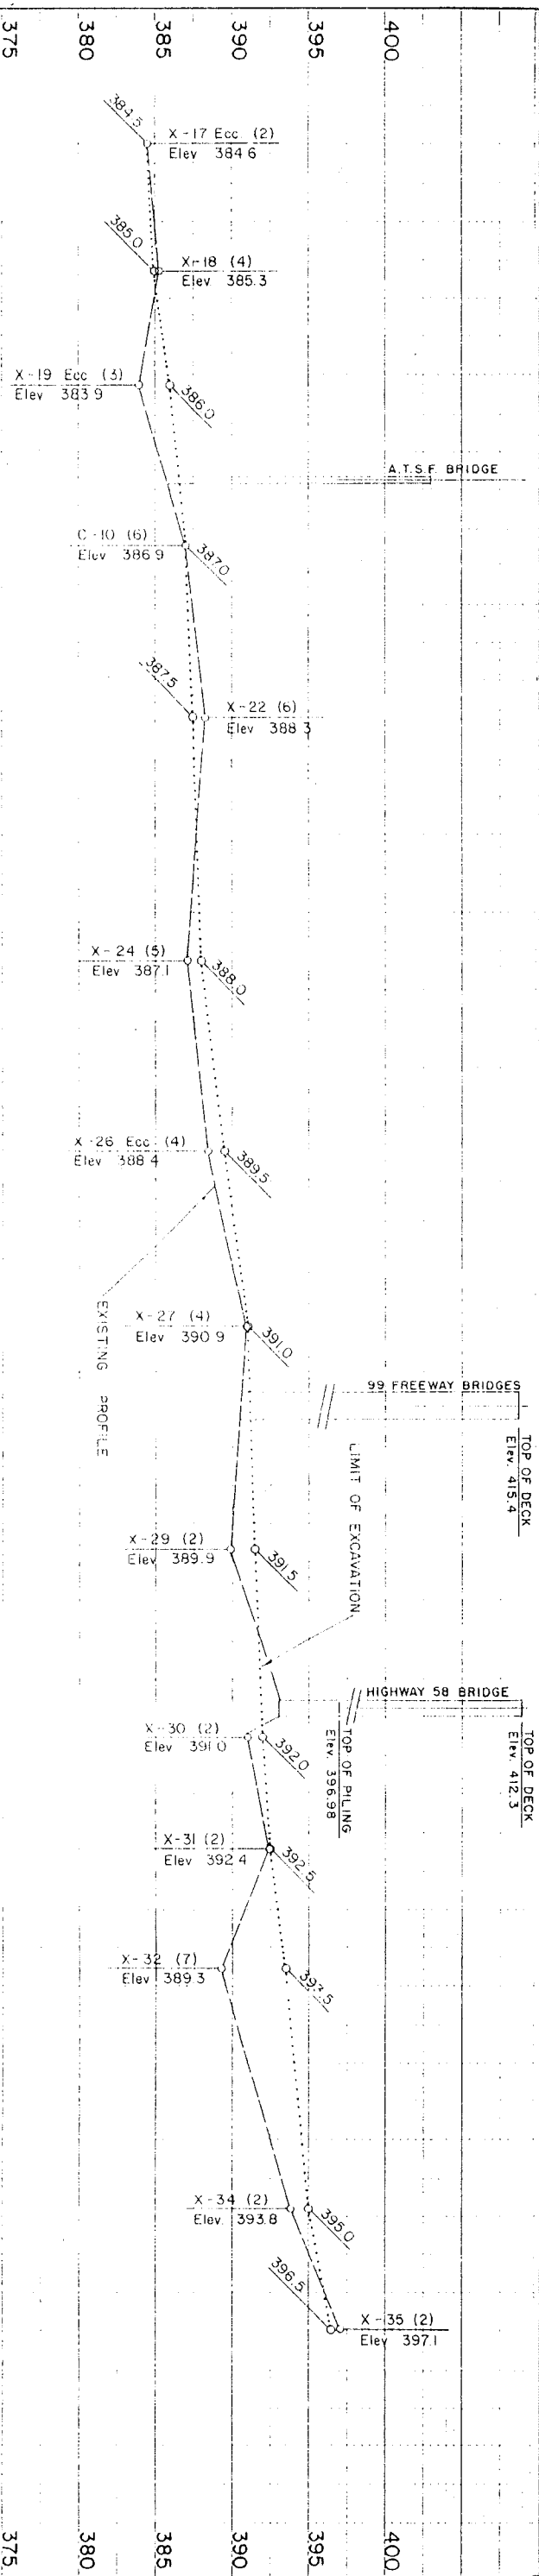 375
380
385
390
395
400
384.5
X-17 Ecc. (2)
Elev 384.6
385.0
X-18 (4)
Elev. 385.3
X-19 Ecc (3)
Elev 383.9
386.0
A.T.S.F. BRIDGE
C-10 (6)
Elev 386.9
387.0
387.5
X-22 (6)
Elev 388.3
X-24 (5)
Elev 387.1
388.0
X-26 Ecc (4)
Elev 388.4
389.5
EXISTING PROFILE
X-27 (4)
Elev 390.9
391.0
99 FREEWAY BRIDGES
TOP OF DECK
Elev. 415.4
LIMIT OF EXCAVATION
X-29 (2)
Elev 389.9
391.5
HIGHWAY 58 BRIDGE
TOP OF DECK
Elev. 412.3
TOP OF PILING
Elev. 396.98
X-30 (2)
Elev 391.0
392.0
X-31 (2)
Elev 392.4
392.5
X-32 (7)
Elev 389.3
393.5
X-34 (2)
Elev. 393.8
395.0
396.5
X-35 (2)
Elev 397.1
375
380
385
390
395
400